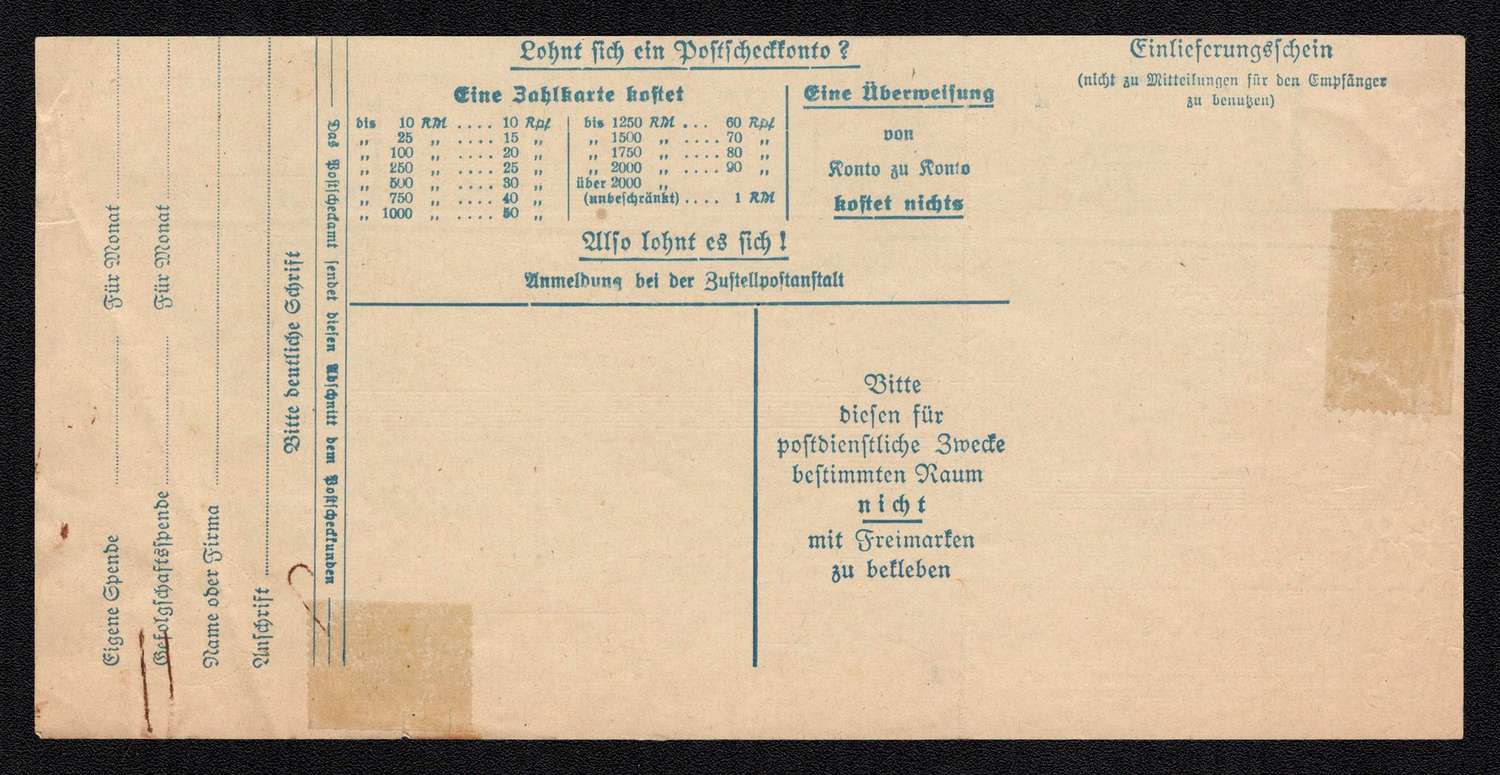 Eigene Spende ........ Für Monat ........
Gefolgschaftsspende ........ Für Monat ........
Name oder Firma ........
Anschrift ........
Bitte deutliche Schrift
Das Postscheckamt sendet diesen Abschnitt dem Postscheckkunden
Lohnt sich ein Postscheckkonto?
Eine Zahlkarte kostet
bis 10 RM .... 10 Rpf
„ 25 „ .... 15 „
„ 100 „ .... 20 „
„ 250 „ .... 25 „
„ 500 „ .... 30 „
„ 750 „ .... 40 „
„ 1000 „ .... 50 „
bis 1250 RM ... 60 Rpf
„ 1500 „ .... 70 „
„ 1750 „ .... 80 „
„ 2000 „ .... 90 „
über 2000 „
(unbeschränkt) .... 1 RM
Eine Überweisung
von
Konto zu Konto
kostet nichts
Also lohnt es sich!
Anmeldung bei der Zustellpostanstalt
Bitte
diesen für
postdienstliche Zwecke
bestimmten Raum
nicht
mit Freimarken
zu bekleben
Einlieferungsschein
(nicht zu Mitteilungen für den Empfänger
zu benutzen)